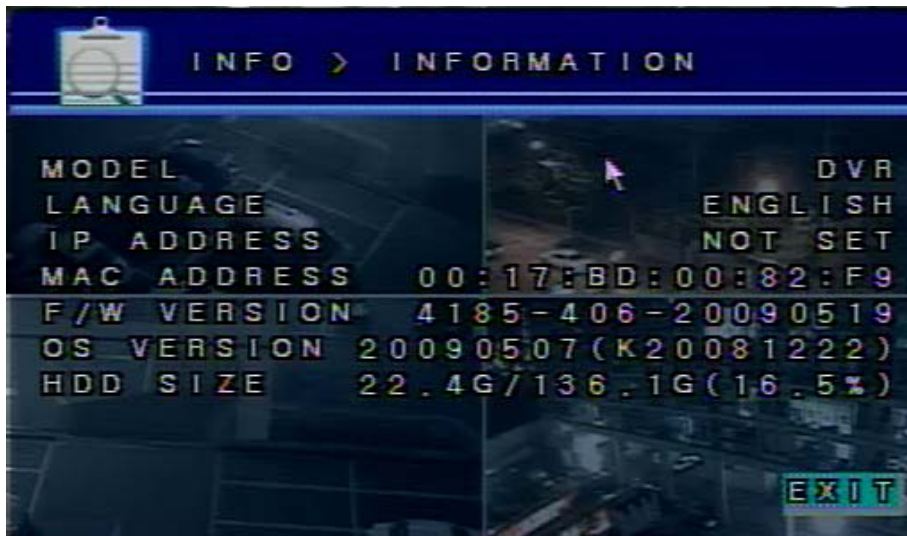 INFO > INFORMATION
MODEL DVR
LANGUAGE ENGLISH
IP ADDRESS NOT SET
MAC ADDRESS 00:17:BD:00:82:F9
F/W VERSION 4185-406-20090519
OS VERSION 20090507(K20081222)
HDD SIZE 22.4G/136.1G(16.5%)
EXIT